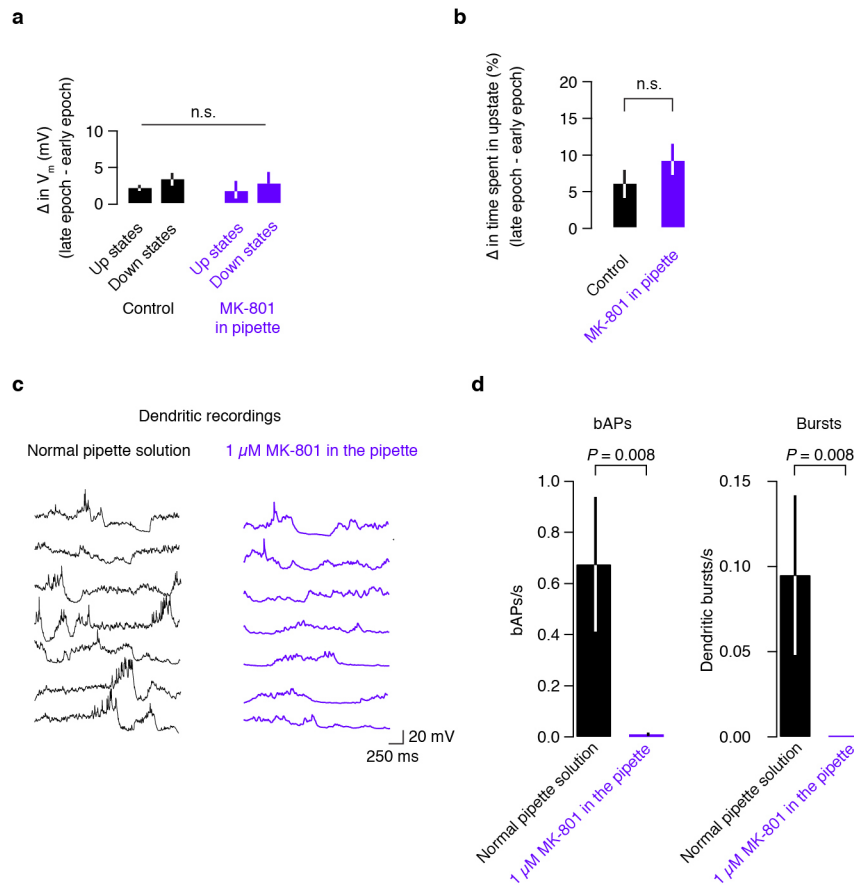 a
n.s.
Δ in Vm (mV)
(late epoch - early epoch)
10
5
0
Up states
Down states
Up states
Down states
Control
MK-801
in pipette
b
Δ in time spent in upstate (%)
(late epoch - early epoch)
20
15
10
5
0
n.s.
Control
MK-801 in pipette
c
Dendritic recordings
Normal pipette solution
1 µM MK-801 in the pipette
20 mV
250 ms
d
bAPs
P = 0.008
bAPs/s
1.0
0.8
0.6
0.4
0.2
0.0
Normal pipette solution
1 µM MK-801 in the pipette
Bursts
P = 0.008
Dendritic bursts/s
0.15
0.10
0.05
0.00
Normal pipette solution
1 µM MK-801 in the pipette